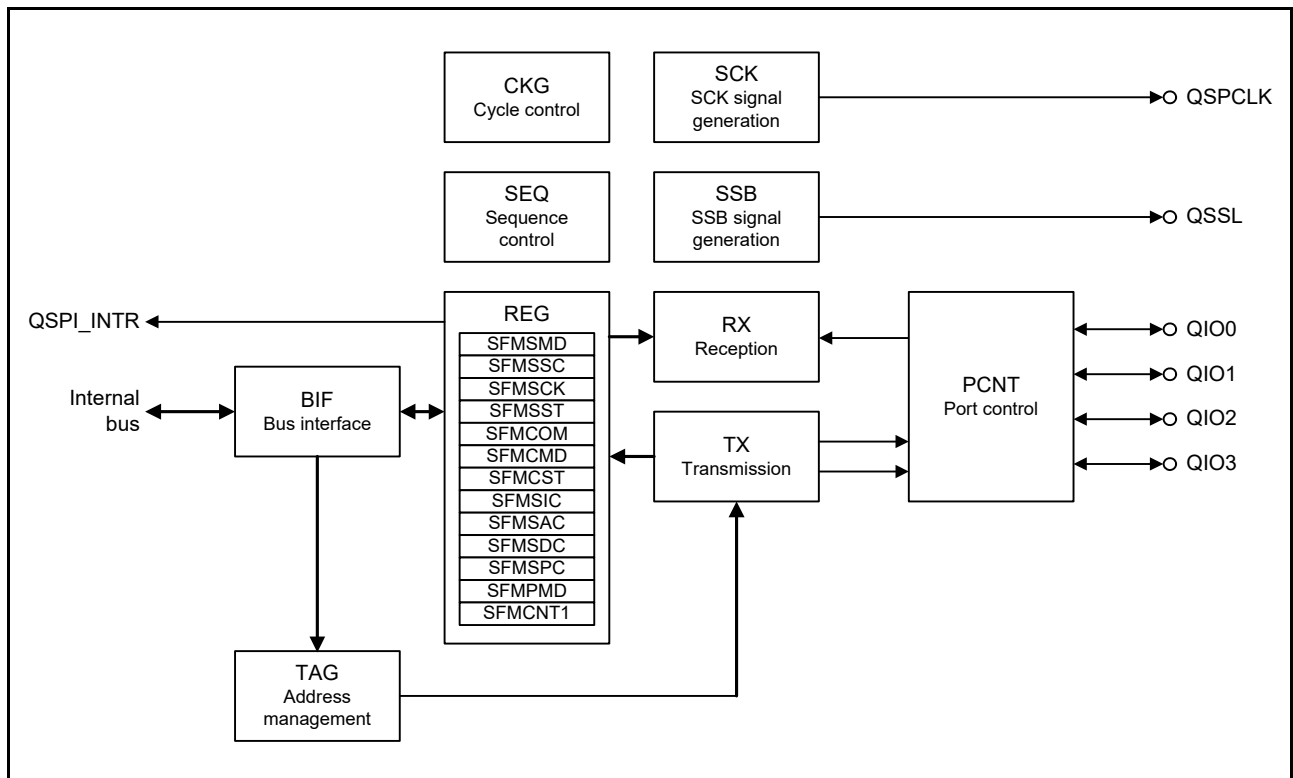 CKG
Cycle control
SCK
SCK signal
generation
QSPCLK
SEQ
Sequence
control
SSB
SSB signal
generation
QSSL
QSPI_INTR
Internal
bus
BIF
Bus interface
REG
SFMSMD
SFMSSC
SFMSCK
SFMSST
SFMCOM
SFMCMD
SFMCST
SFMSIC
SFMSAC
SFMSDC
SFMSPC
SFMPMD
SFMCNT1
RX
Reception
TX
Transmission
PCNT
Port control
QIO0
QIO1
QIO2
QIO3
TAG
Address
management